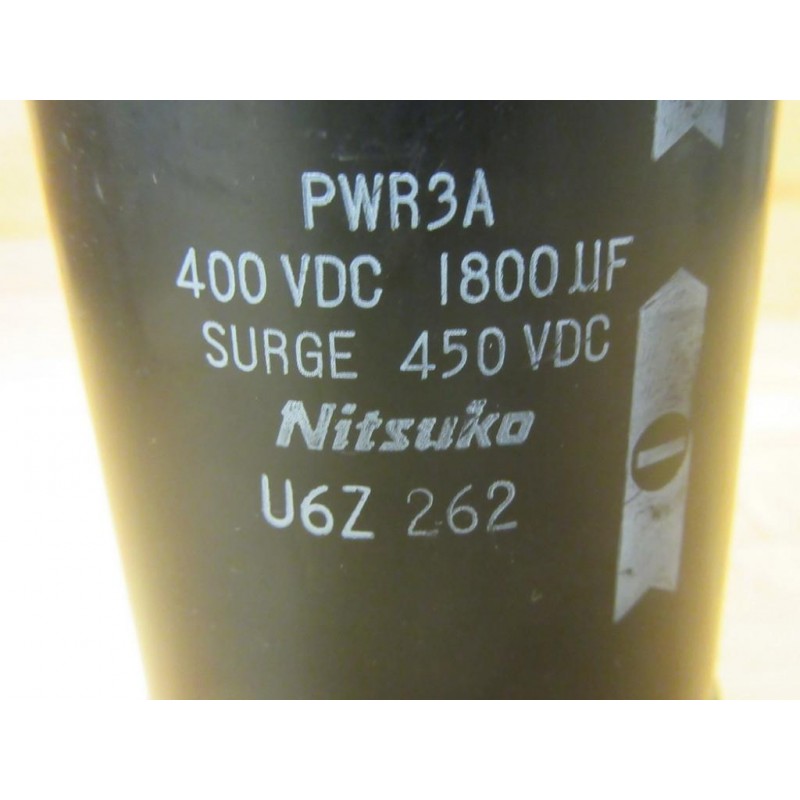 PWR3A
400 VDC 1800 µF
SURGE 450 VDC
Nitsuko
U6Z 262